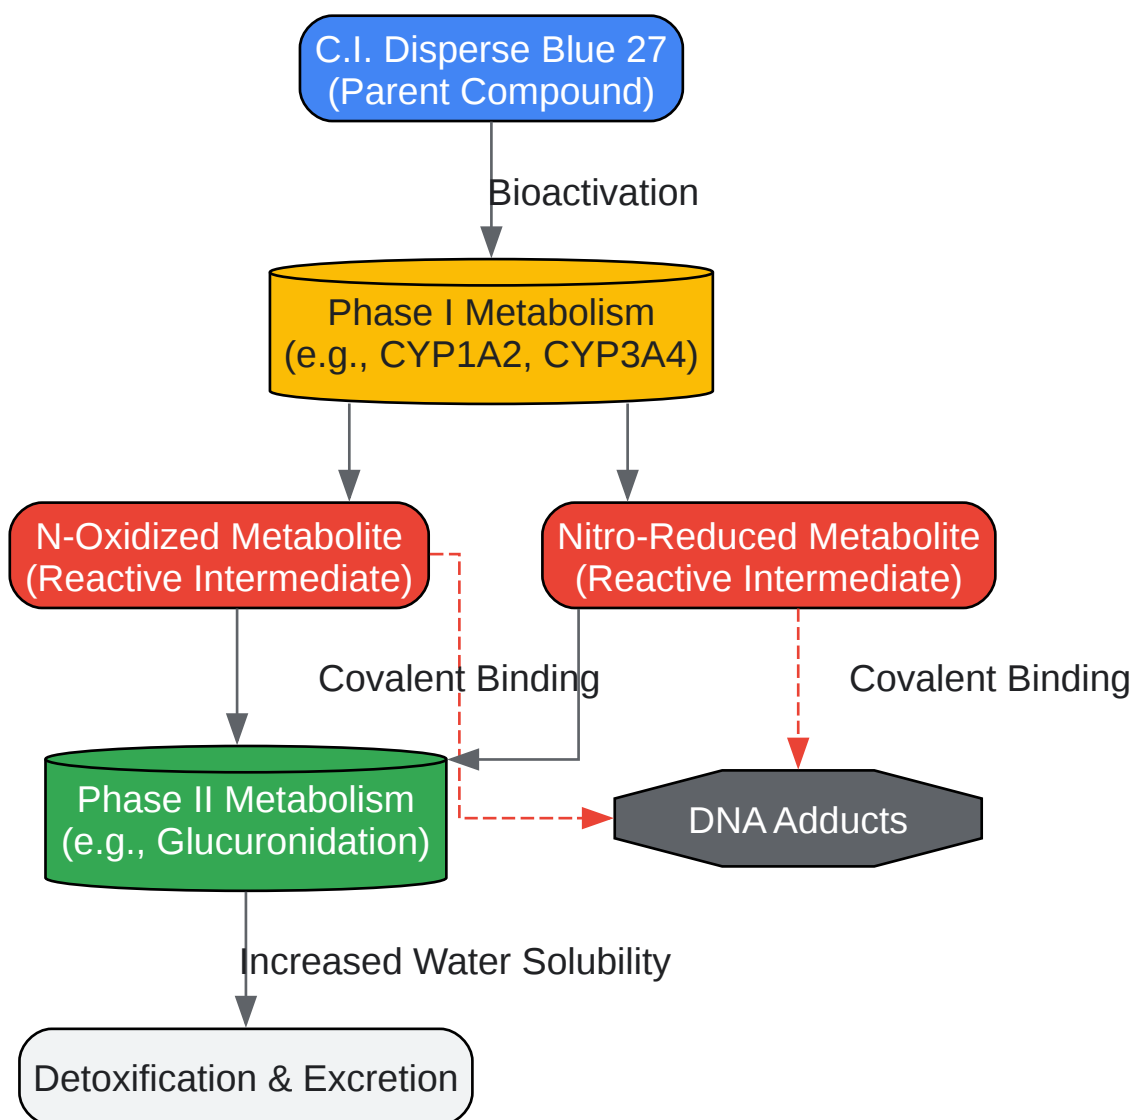 C.I. Disperse Blue 27
(Parent Compound)
Bioactivation
Phase I Metabolism
(e.g., CYP1A2, CYP3A4)
N-Oxidized Metabolite
(Reactive Intermediate)
Nitro-Reduced Metabolite
(Reactive Intermediate)
Covalent Binding
Covalent Binding
Phase II Metabolism
(e.g., Glucuronidation)
DNA Adducts
Increased Water Solubility
Detoxification & Excretion